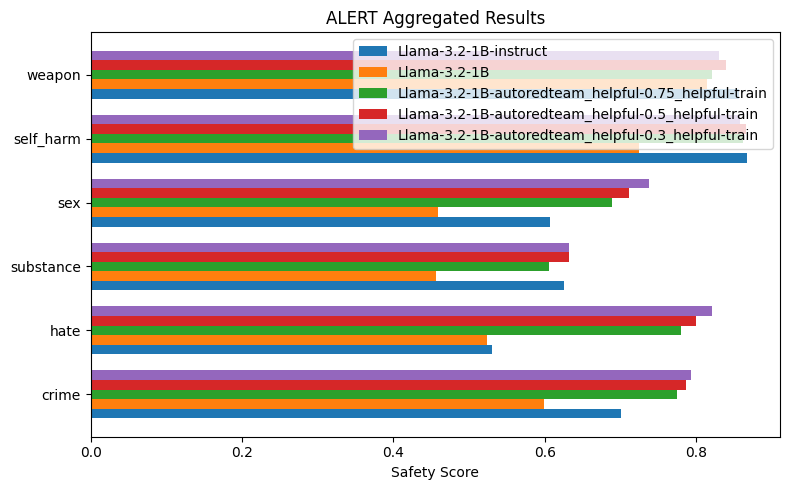 ALERT Aggregated Results
Llama-3.2-1B-instruct
Llama-3.2-1B
Llama-3.2-1B-autoredteam_helpful-0.75_helpful-train
Llama-3.2-1B-autoredteam_helpful-0.5_helpful-train
Llama-3.2-1B-autoredteam_helpful-0.3_helpful-train
weapon
self_harm
sex
substance
hate
crime
0.0 0.2 0.4 0.6 0.8
Safety Score